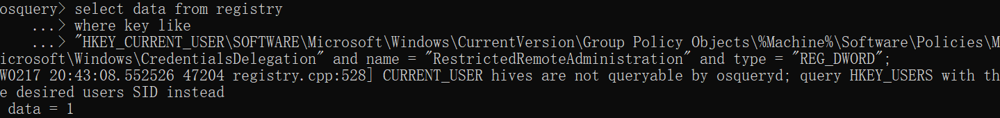 osquery> select data from registry
    ...> where key like
    ...> "HKEY_CURRENT_USER\SOFTWARE\Microsoft\Windows\CurrentVersion\Group Policy Objects\%Machine%\Software\Policies\M
icrosoft\Windows\CredentialsDelegation" and name = "RestrictedRemoteAdministration" and type = "REG_DWORD";
W0217 20:43:08.552526 47204 registry.cpp:528] CURRENT_USER hives are not queryable by osqueryd; query HKEY_USERS with th
e desired users SID instead
 data = 1